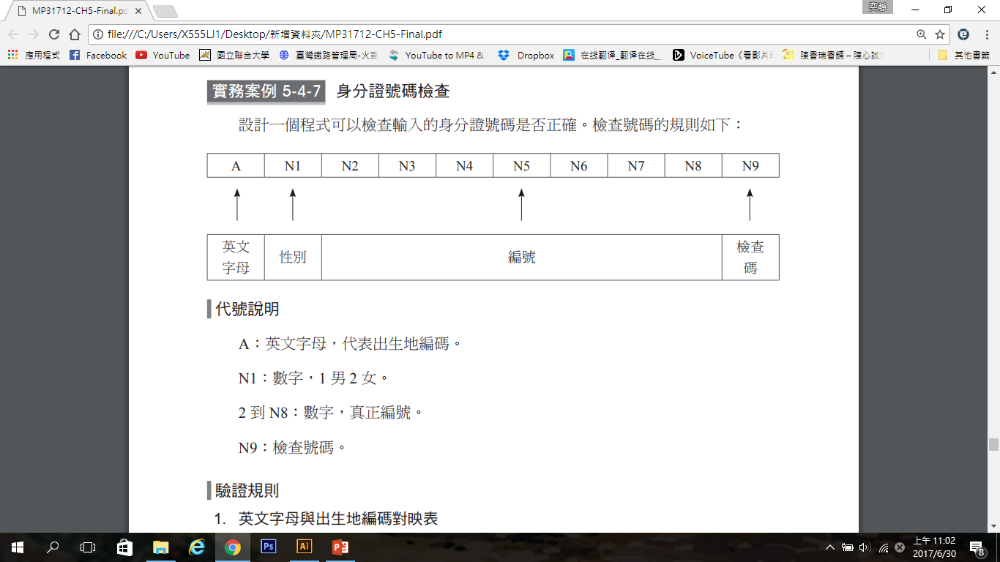 MP31712-CH5-Final.pd
奕靜
file:///C:/Users/X555LJ1/Desktop/新增資料夾/MP31712-CH5-Final.pdf
應用程式 Facebook YouTube 國立聯合大學 臺灣鐵路管理局-火車 YouTube to MP4 & Dropbox 在线翻译_翻译在线_ VoiceTube《看影片 陳香瑞香舖 – 陳心誠 其他書籤
實務案例 5-4-7 身分證號碼檢查
設計一個程式可以檢查輸入的身分證號碼是否正確。檢查號碼的規則如下：
A N1 N2 N3 N4 N5 N6 N7 N8 N9
英文字母 性別 編號 檢查碼
代號說明
A：英文字母，代表出生地編碼。
N1：數字，1 男 2 女。
2 到 N8：數字，真正編號。
N9：檢查號碼。
驗證規則
1. 英文字母與出生地編碼對映表
Ps Ai P
上午 11:02
2017/6/30
8